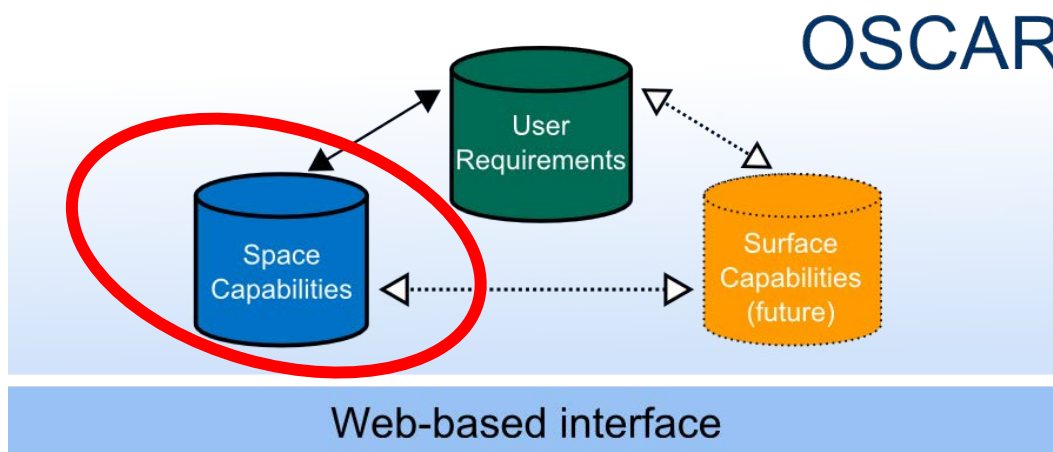 OSCAR
User
Requirements
Space
Capabilities
Surface
Capabilities
(future)
Web-based interface